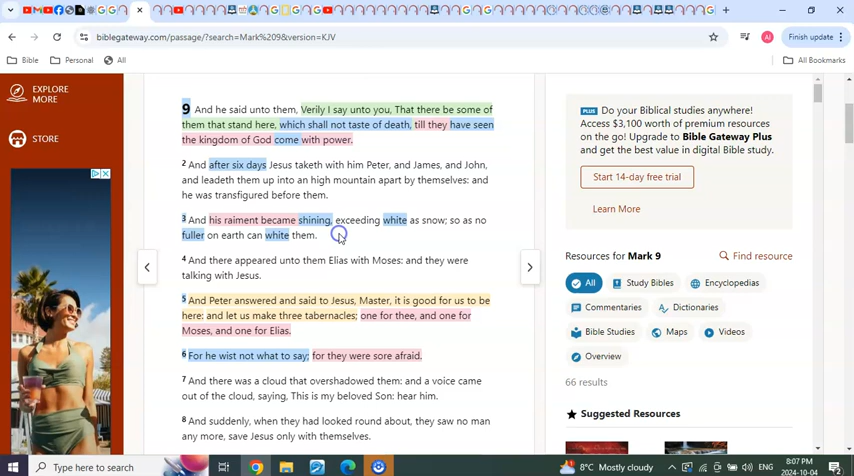 biblegateway.com/passage/?search=Mark%209&version=KJV
AI
Finish update
Bible
Personal
All
All Bookmarks
EXPLORE
MORE
STORE
9 And he said unto them, Verily I say unto you, That there be some of
them that stand here, which shall not taste of death, till they have seen
the kingdom of God come with power.
2 And after six days Jesus taketh with him Peter, and James, and John,
and leadeth them up into an high mountain apart by themselves: and
he was transfigured before them.
3 And his raiment became shining, exceeding white as snow; so as no
fuller on earth can white them.
4 And there appeared unto them Elias with Moses: and they were
talking with Jesus.
5 And Peter answered and said to Jesus, Master, it is good for us to be
here: and let us make three tabernacles; one for thee, and one for
Moses, and one for Elias.
6 For he wist not what to say; for they were sore afraid.
7 And there was a cloud that overshadowed them: and a voice came
out of the cloud, saying, This is my beloved Son: hear him.
8 And suddenly, when they had looked round about, they saw no man
any more, save Jesus only with themselves.
PLUS Do your Biblical studies anywhere!
Access $3,100 worth of premium resources
on the go! Upgrade to Bible Gateway Plus
and get the best value in digital Bible study.
Start 14-day free trial
Learn More
Resources for Mark 9
Find resource
All
Study Bibles
Encyclopedias
Commentaries
Dictionaries
Bible Studies
Maps
Videos
Overview
66 results
Suggested Resources
Type here to search
8°C Mostly cloudy
ENG
8:07 PM
2024-10-04
2